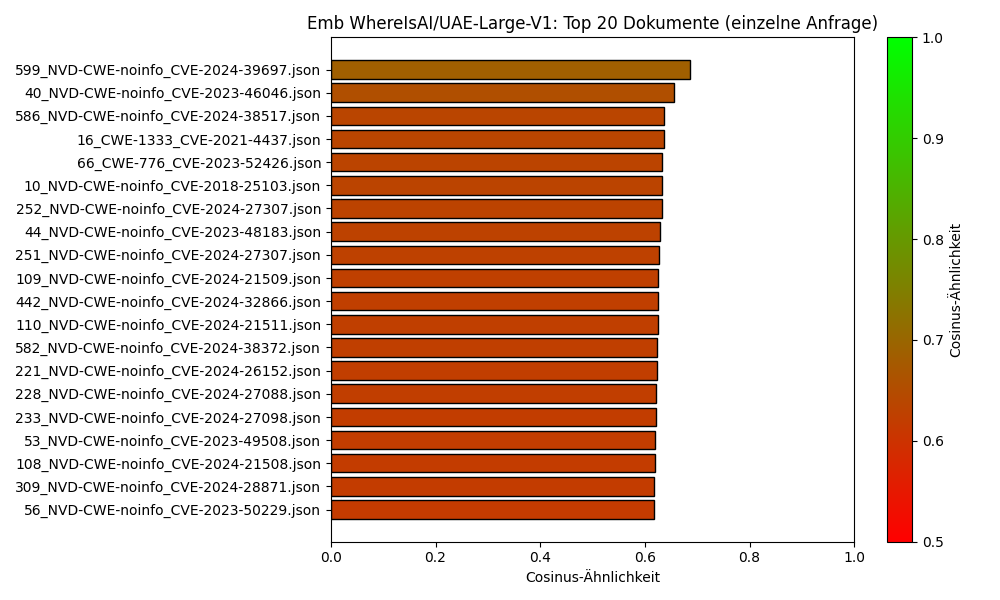 Emb WhereIsAI/UAE-Large-V1: Top 20 Dokumente (einzelne Anfrage)
599_NVD-CWE-noinfo_CVE-2024-39697.json
40_NVD-CWE-noinfo_CVE-2023-46046.json
586_NVD-CWE-noinfo_CVE-2024-38517.json
16_CWE-1333_CVE-2021-4437.json
66_CWE-776_CVE-2023-52426.json
10_NVD-CWE-noinfo_CVE-2018-25103.json
252_NVD-CWE-noinfo_CVE-2024-27307.json
44_NVD-CWE-noinfo_CVE-2023-48183.json
251_NVD-CWE-noinfo_CVE-2024-27307.json
109_NVD-CWE-noinfo_CVE-2024-21509.json
442_NVD-CWE-noinfo_CVE-2024-32866.json
110_NVD-CWE-noinfo_CVE-2024-21511.json
582_NVD-CWE-noinfo_CVE-2024-38372.json
221_NVD-CWE-noinfo_CVE-2024-26152.json
228_NVD-CWE-noinfo_CVE-2024-27088.json
233_NVD-CWE-noinfo_CVE-2024-27098.json
53_NVD-CWE-noinfo_CVE-2023-49508.json
108_NVD-CWE-noinfo_CVE-2024-21508.json
309_NVD-CWE-noinfo_CVE-2024-28871.json
56_NVD-CWE-noinfo_CVE-2023-50229.json
0.0 0.2 0.4 0.6 0.8 1.0
Cosinus-Ähnlichkeit
1.0
0.9
0.8
0.7
0.6
0.5
Cosinus-Ähnlichkeit